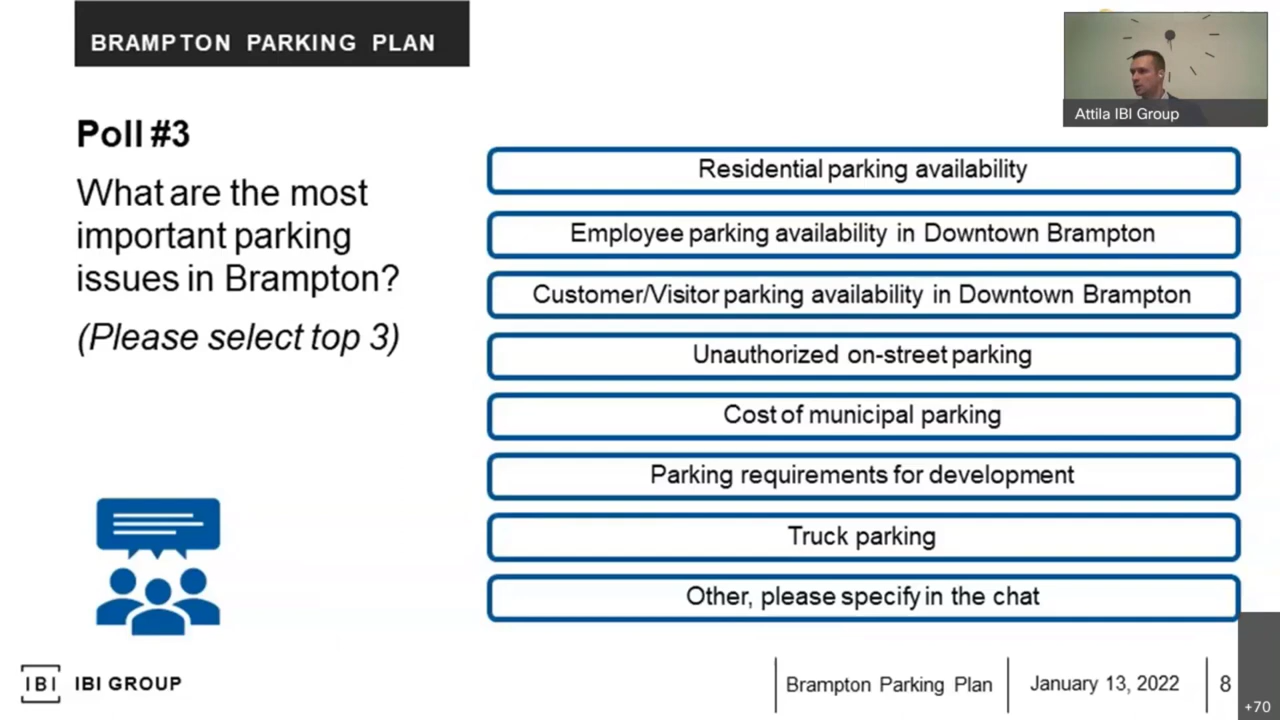 BRAMPTON PARKING PLAN
Attila IBI Group
Poll #3
What are the most
important parking
issues in Brampton?
(Please select top 3)
Residential parking availability
Employee parking availability in Downtown Brampton
Customer/Visitor parking availability in Downtown Brampton
Unauthorized on-street parking
Cost of municipal parking
Parking requirements for development
Truck parking
Other, please specify in the chat
IBI IBI GROUP
Brampton Parking Plan
January 13, 2022
8
+70